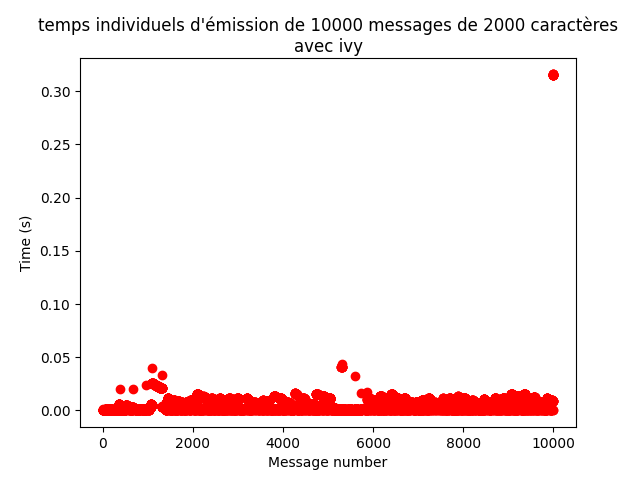 temps individuels d'émission de 10000 messages de 2000 caractères
avec ivy
0.30
0.25
0.20
0.15
0.10
0.05
0.00
Time (s)
0 2000 4000 6000 8000 10000
Message number